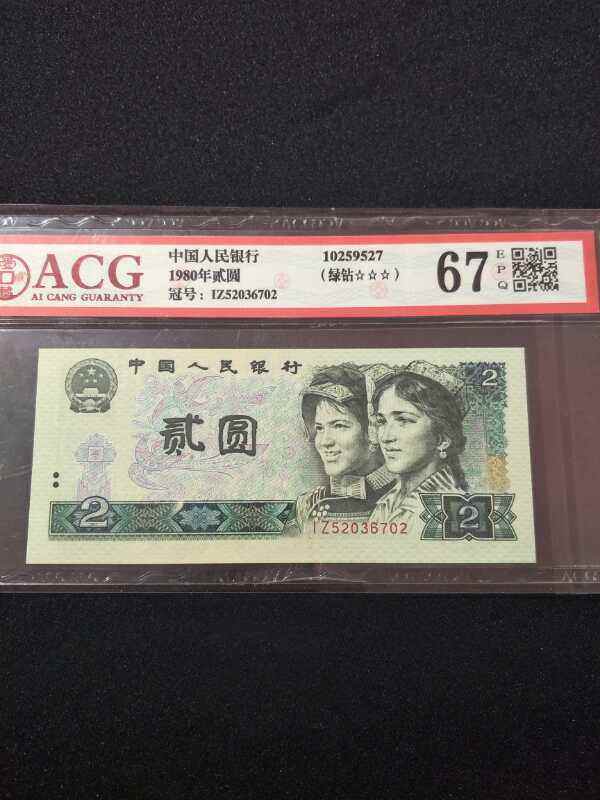 ACG
AI CANG GUARANTY
中国人民银行
1980年贰圆
冠号：IZ52036702
10259527
（绿钻☆☆☆）
67
EPQ
中国人民银行
贰圆
2
2
2
IZ52036702